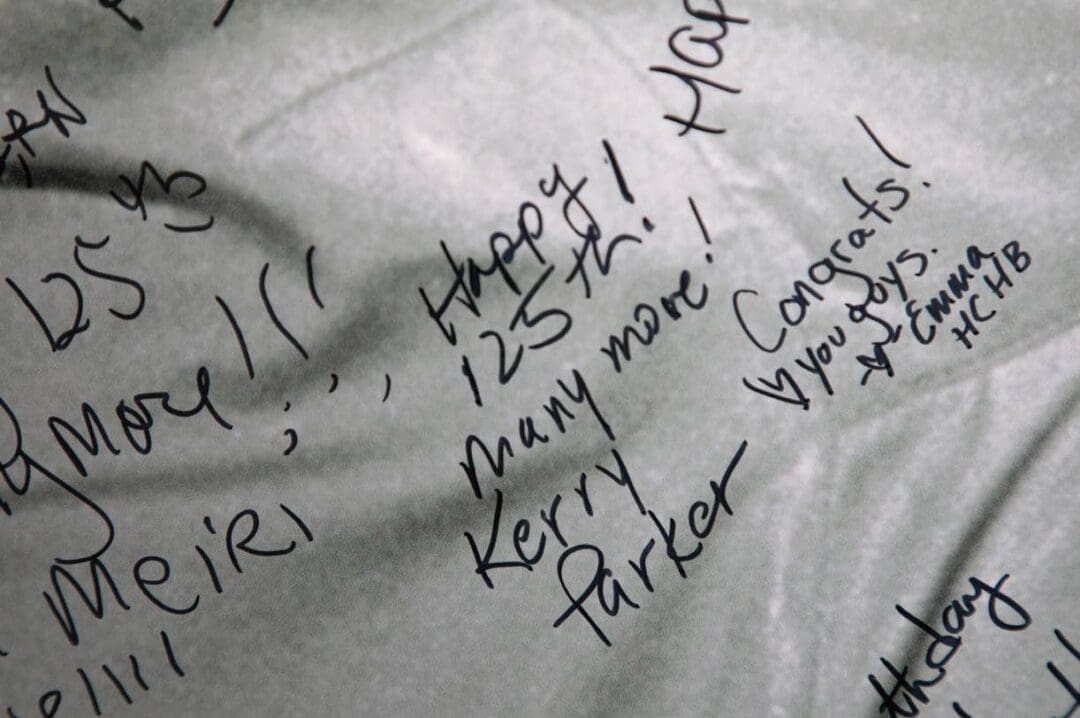 125
more!!!
Meiri
Happy
125th!
many more!
Kerry
Parker
Hap
Congrats!
♡ you guys.
Emma
HCHB
thday